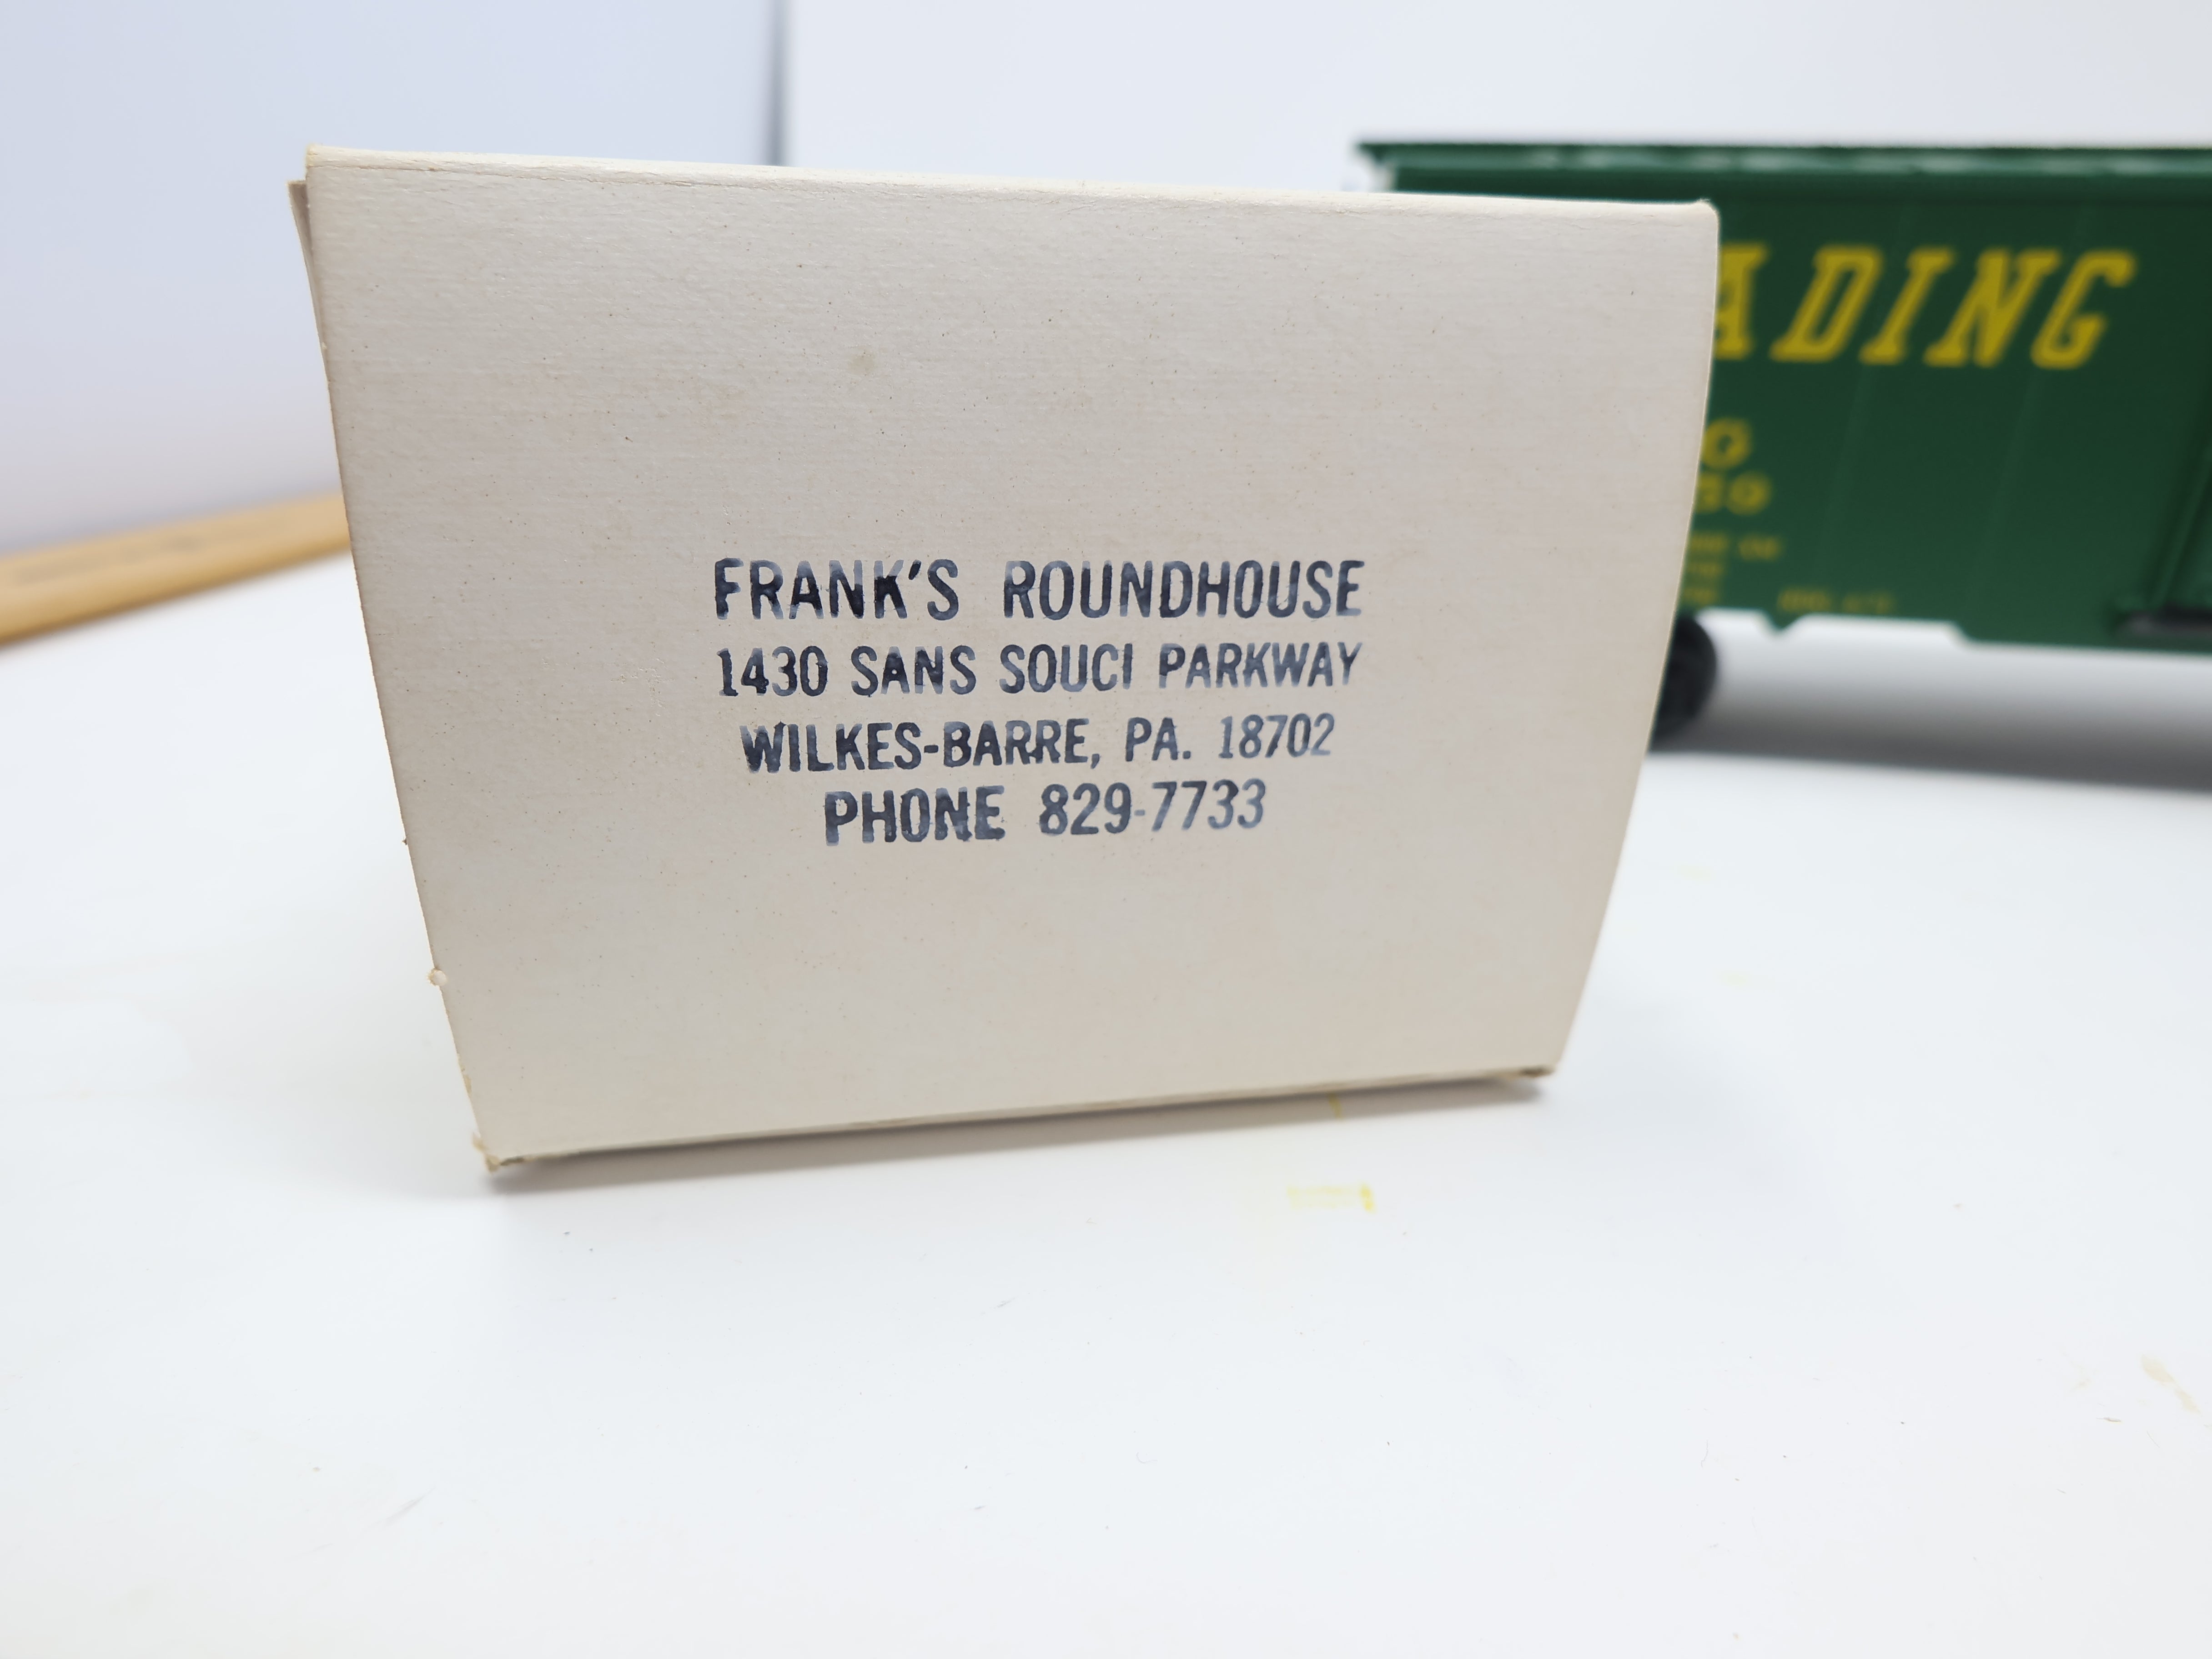 FRANK'S ROUNDHOUSE
1430 SANS SOUCI PARKWAY
WILKES-BARRE, PA. 18702
PHONE 829-7733
ADING